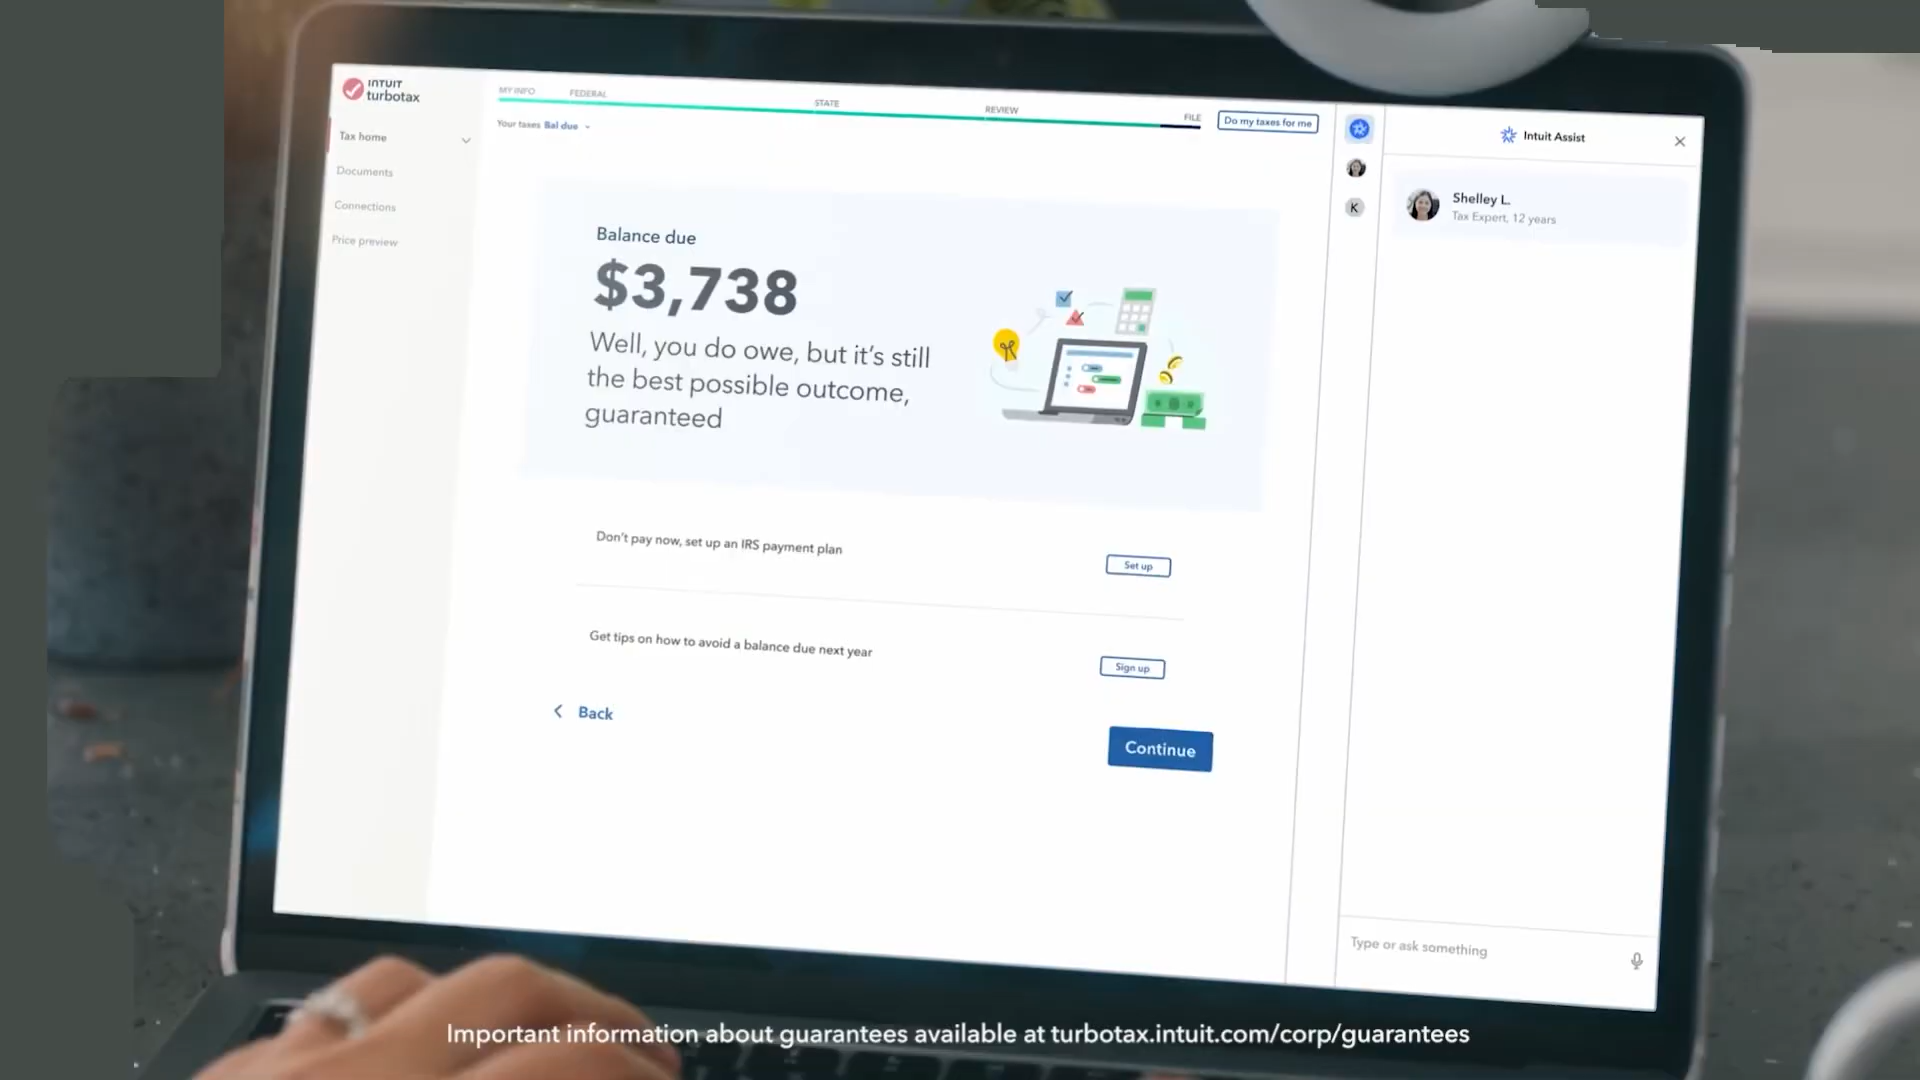 INTUIT
turbotax
Tax home
Documents
Connections
Price preview
MY INFO
FEDERAL
STATE
REVIEW
FILE
Do my taxes for me
Your taxes Bal due
Balance due
$3,738
Well, you do owe, but it's still
the best possible outcome,
guaranteed
Don't pay now, set up an IRS payment plan
Set up
Get tips on how to avoid a balance due next year
Sign up
Back
Continue
K
Intuit Assist
Shelley L.
Tax Expert, 12 years
Type or ask something
Important information about guarantees available at turbotax.intuit.com/corp/guarantees